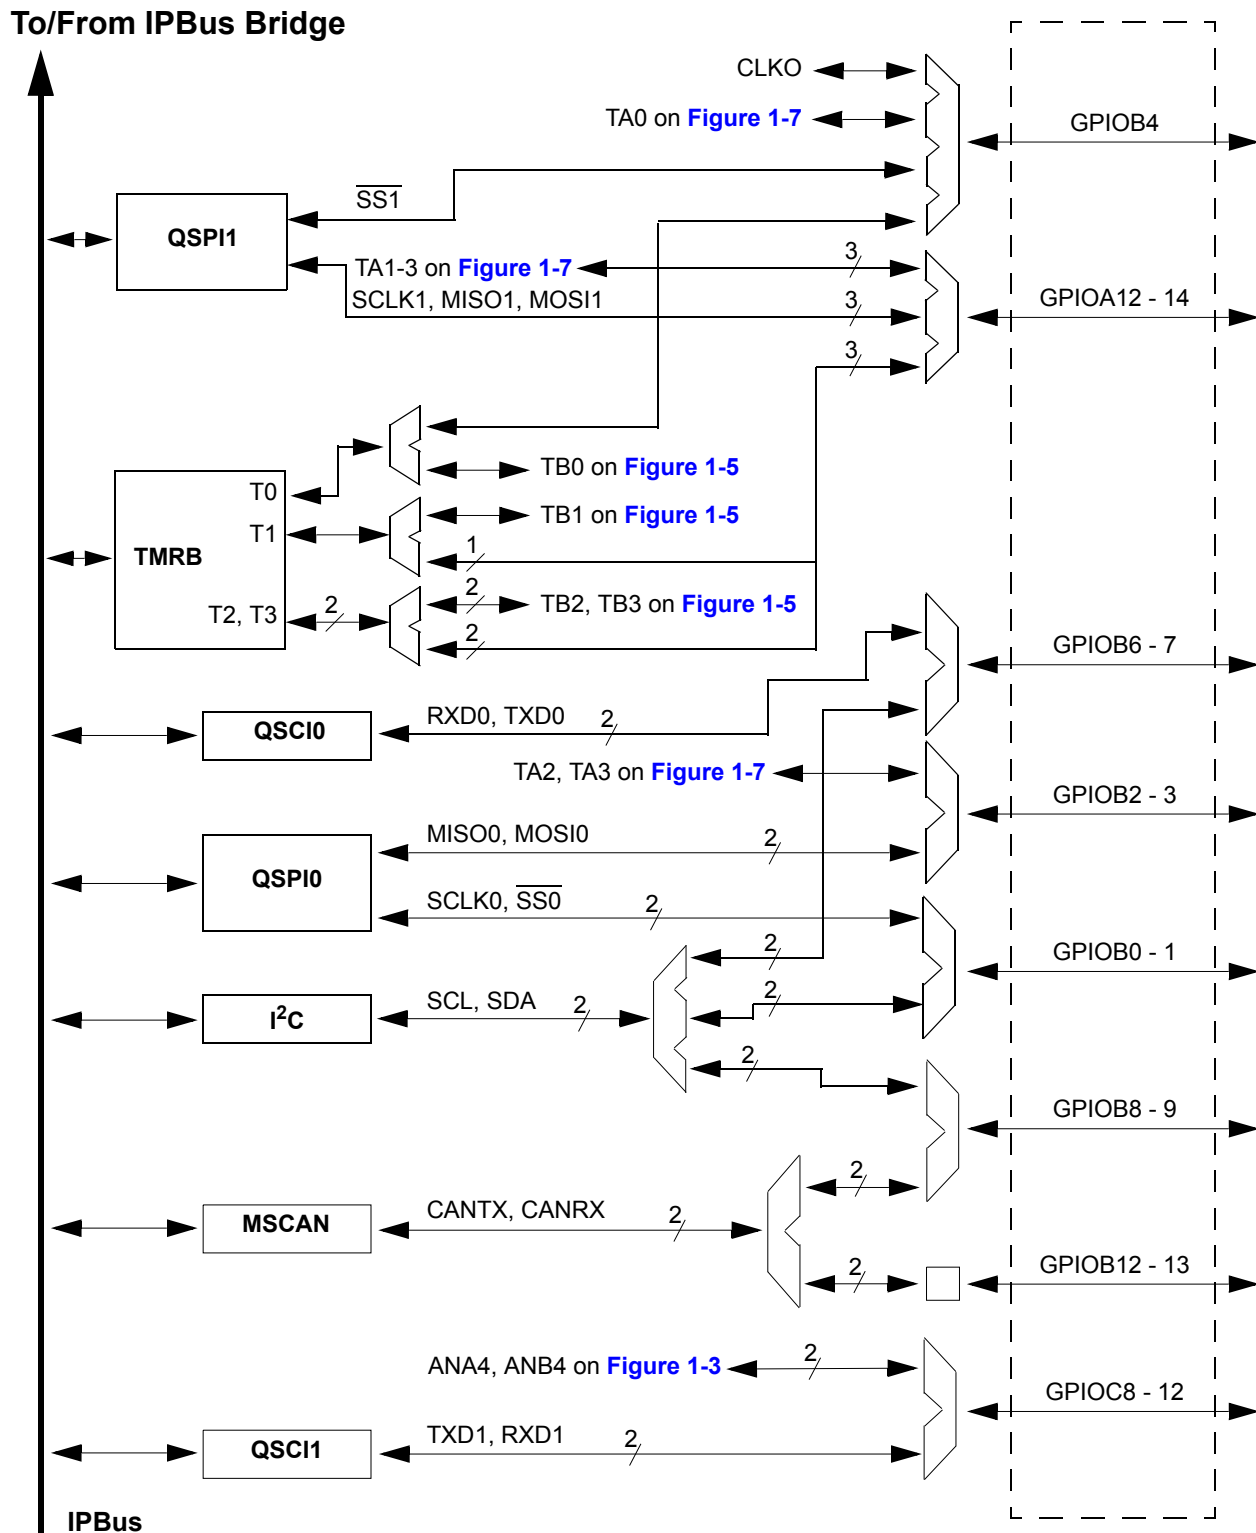 To/From IPBus Bridge
CLKO
TA0 on Figure 1-7
GPIOB4
SS1
QSPI1
TA1-3 on Figure 1-7
3
SCLK1, MISO1, MOSI1
3
GPIOA12 - 14
3
TB0 on Figure 1-5
T0
TB1 on Figure 1-5
T1
TMRB
1
2
TB2, TB3 on Figure 1-5
T2, T3
2
2
GPIOB6 - 7
RXD0, TXD0
2
QSCI0
TA2, TA3 on Figure 1-7
GPIOB2 - 3
MISO0, MOSI0
2
QSPI0
SCLK0, SS0
2
2
GPIOB0 - 1
SCL, SDA
2
2
I²C
2
GPIOB8 - 9
2
CANTX, CANRX
2
MSCAN
2
GPIOB12 - 13
ANA4, ANB4 on Figure 1-3
2
GPIOC8 - 12
TXD1, RXD1
2
QSCI1
IPBus